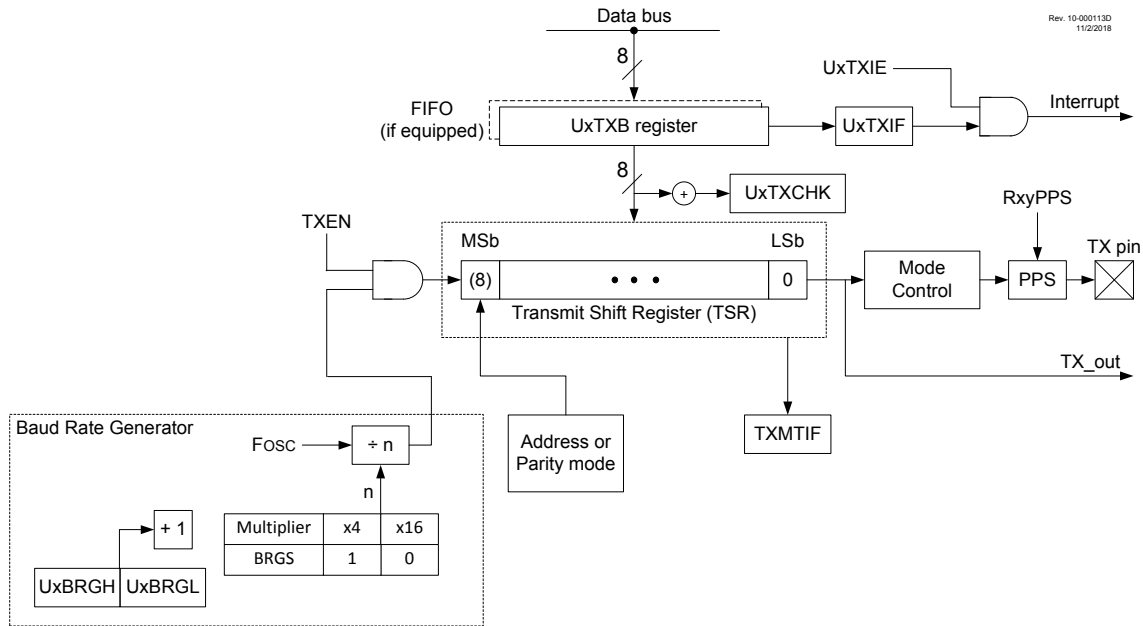 Data bus
Rev. 10-000113D
11/2/2018
8
UxTXIE
FIFO
(if equipped)
UxTXB register
UxTXIF
Interrupt
8
+
UxTXCHK
TXEN
RxyPPS
MSb
LSb
TX pin
(8)
• • •
0
Mode
Control
PPS
Transmit Shift Register (TSR)
TX_out
Baud Rate Generator
FOSC
÷ n
Address or
Parity mode
TXMTIF
n
+ 1
Multiplier x4 x16
BRGS 1 0
UxBRGH UxBRGL